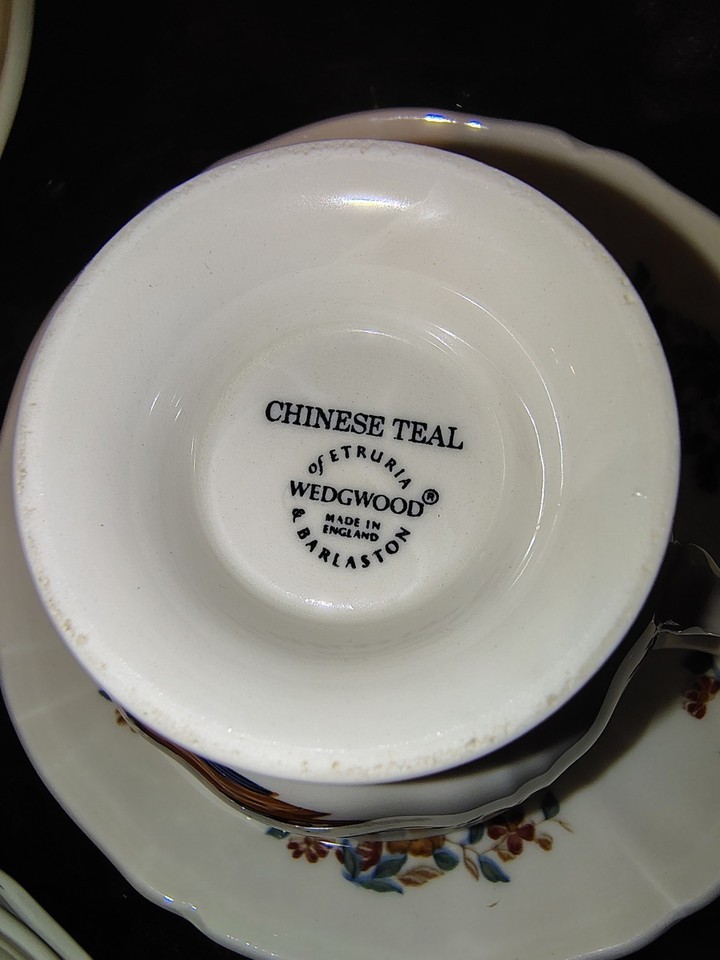 CHINESE TEAL
of ETRURIA
WEDGWOOD®
MADE IN
ENGLAND
& BARLASTON